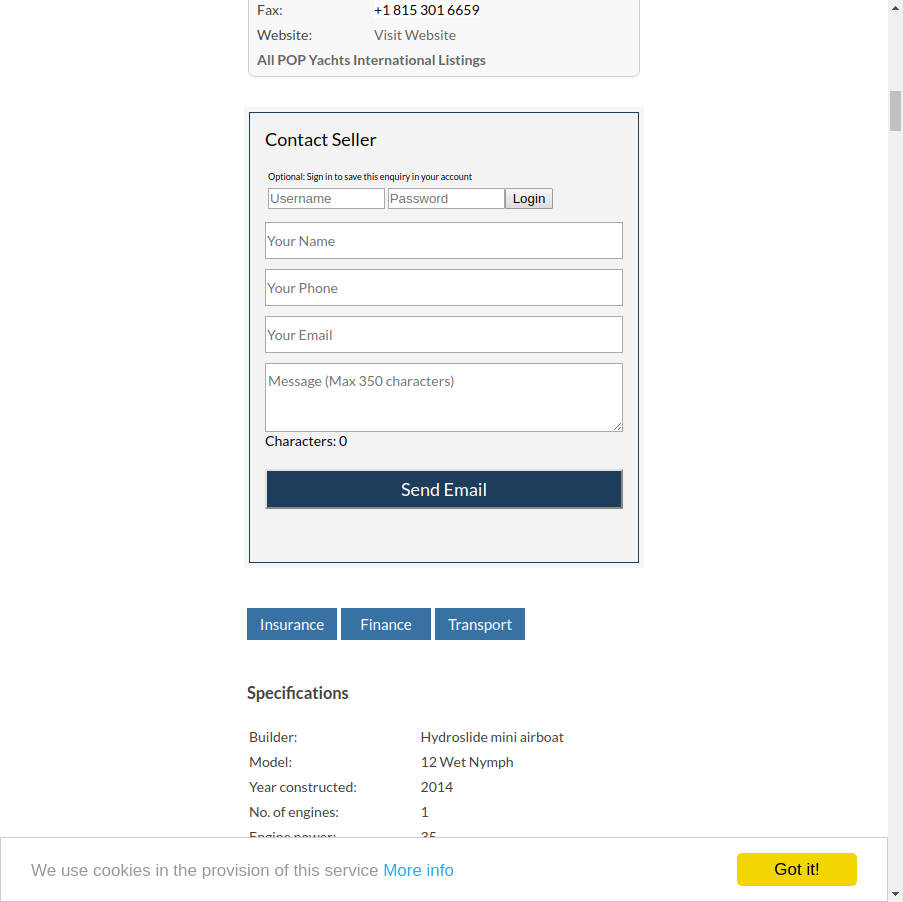 Fax: +1 815 301 6659
Website: Visit Website
All POP Yachts International Listings
Contact Seller
Optional: Sign in to save this enquiry in your account
Username Password Login
Your Name
Your Phone
Your Email
Message (Max 350 characters)
Characters: 0
Send Email
Insurance Finance Transport
Specifications
Builder: Hydroslide mini airboat
Model: 12 Wet Nymph
Year constructed: 2014
No. of engines: 1
Engine power: 35
We use cookies in the provision of this service More info Got it!